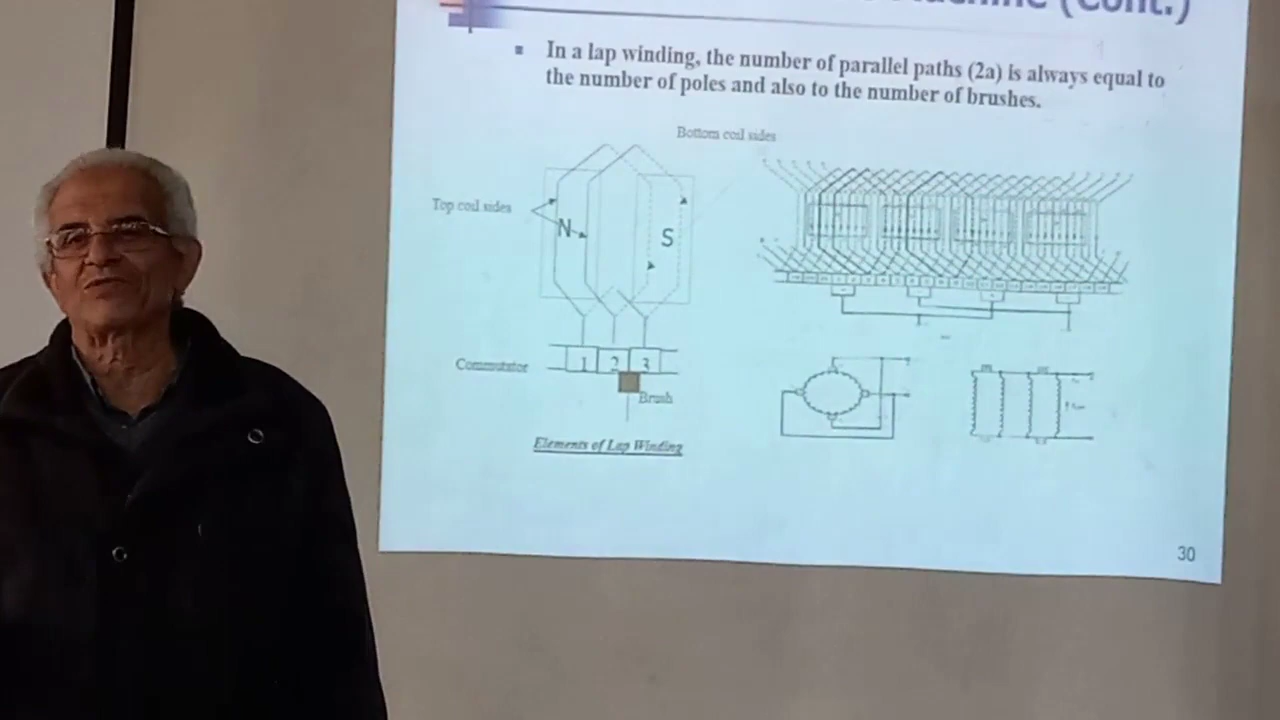 (Cont.)
In a lap winding, the number of parallel paths (2a) is always equal to
the number of poles and also to the number of brushes.
Bottom coil sides
Top coil sides
N
S
Commutator
1 2 3
Brush
Elements of Lap Winding
30